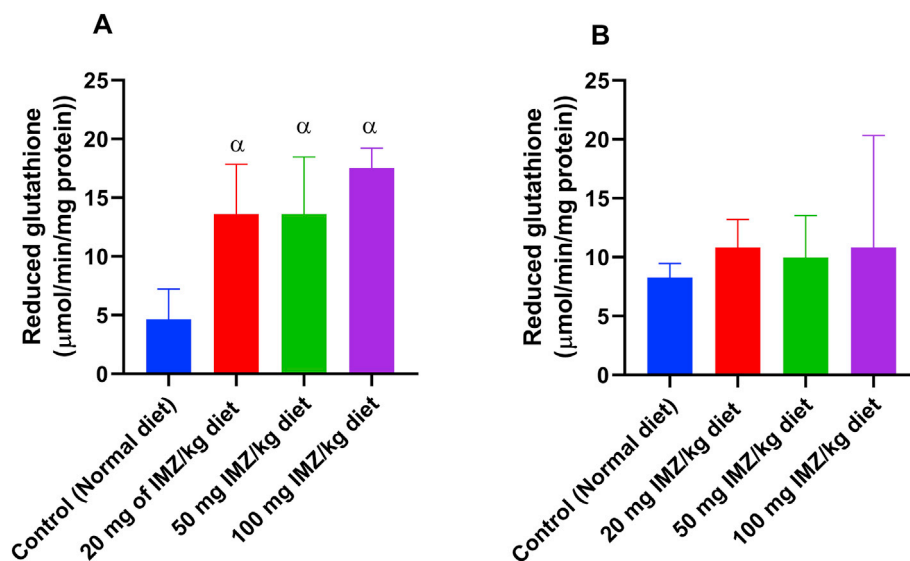 A
Reduced glutathione
(μmol/min/mg protein))
25
20
15
10
5
0
α
α
α
Control (Normal diet)
20 mg of IMZ/kg diet
50 mg IMZ/kg diet
100 mg IMZ/kg diet
B
Reduced glutathione
(μmol/min/mg protein))
25
20
15
10
5
0
Control (Normal diet)
20 mg IMZ/kg diet
50 mg IMZ/kg diet
100 mg IMZ/kg diet